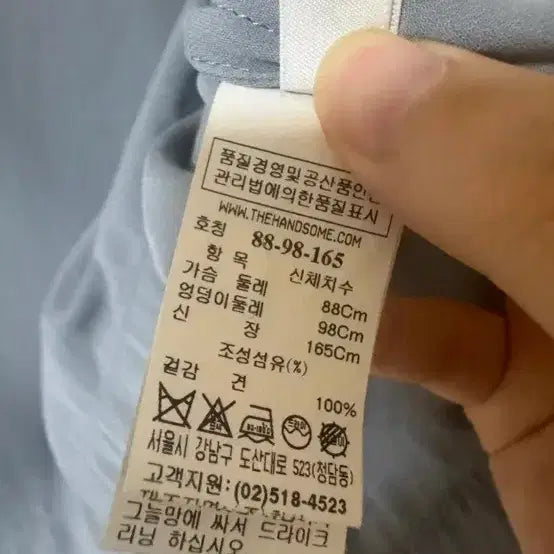 품질경영및공산품안전
관리법에의한품질표시
WWW.THEHANDSOME.COM
호칭 88-98-165
항 목 신체치수
가슴 둘레 88Cm
엉덩이둘레 98Cm
신 장 165Cm
조성섬유(%)
겉감 견 100%
드라이
서울시 강남구 도산대로 523(청담동)
고객지원: (02)518-4523
그늘망에 싸서 드라이크
리닝 하십시오